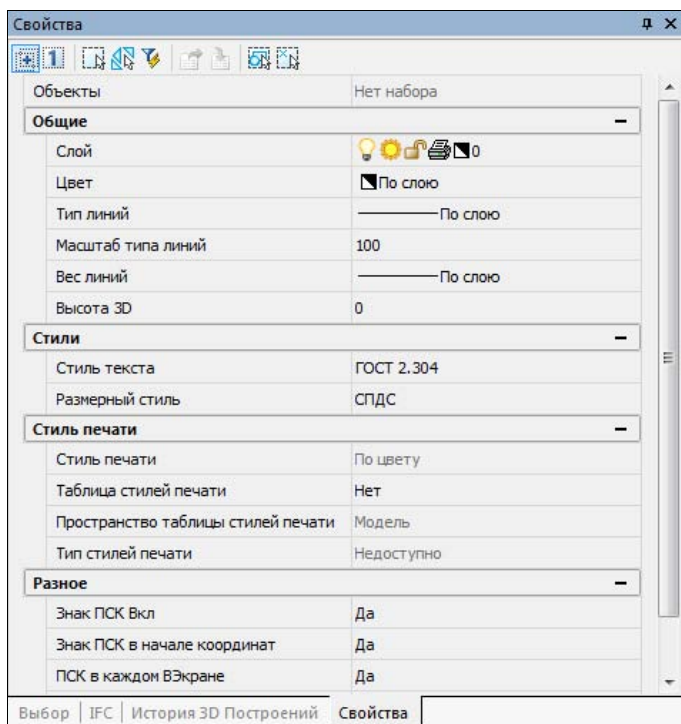 Свойства
1
Объекты Нет набора
Общие
Слой 0
Цвет По слою
Тип линий По слою
Масштаб типа линий 100
Вес линий По слою
Высота 3D 0
Стили
Стиль текста ГОСТ 2.304
Размерный стиль СПДС
Стиль печати
Стиль печати По цвету
Таблица стилей печати Нет
Пространство таблицы стилей печати Модель
Тип стилей печати Недоступно
Разное
Знак ПСК Вкл Да
Знак ПСК в начале координат Да
ПСК в каждом ВЭкране Да
Выбор IFC История 3D Построений Свойства